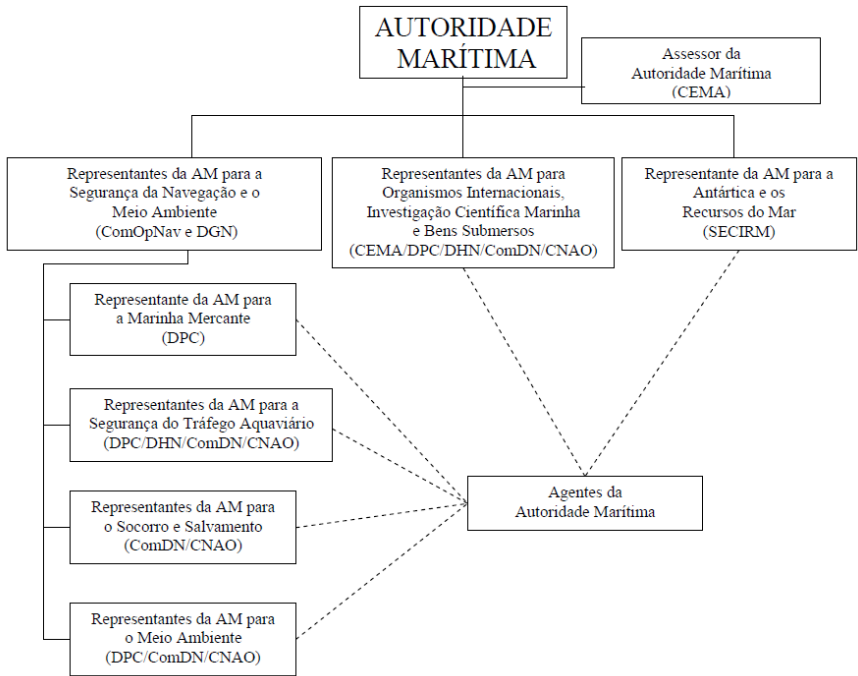 AUTORIDADE
MARÍTIMA
Assessor da
Autoridade Marítima
(CEMA)
Representantes da AM para a
Segurança da Navegação e o
Meio Ambiente
(ComOpNav e DGN)
Representantes da AM para
Organismos Internacionais,
Investigação Científica Marinha
e Bens Submersos
(CEMA/DPC/DHN/ComDN/CNAO)
Representante da AM para a
Antártica e os
Recursos do Mar
(SECIRM)
Representante da AM para
a Marinha Mercante
(DPC)
Representantes da AM para a
Segurança do Tráfego Aquaviário
(DPC/DHN/ComDN/CNAO)
Representantes da AM para
o Socorro e Salvamento
(ComDN/CNAO)
Representantes da AM para
o Meio Ambiente
(DPC/ComDN/CNAO)
Agentes da
Autoridade Marítima